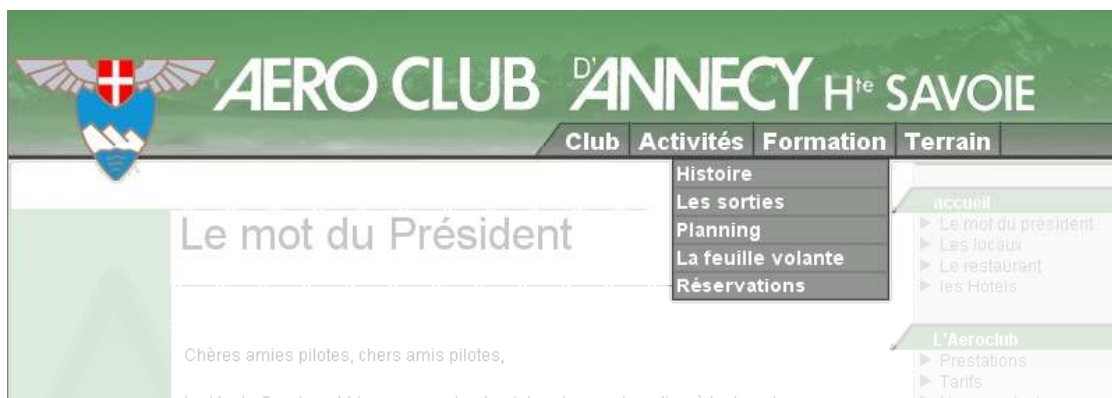 AERO CLUB D'ANNECY Hte SAVOIE
Club Activités Formation Terrain
Histoire
Les sorties
Planning
La feuille volante
Réservations
Le mot du Président
Chères amies pilotes, chers amis pilotes,
accueil
Le mot du président
Les locaux
Le restaurant
les Hotels
L'Aeroclub
Prestations
Tarifs